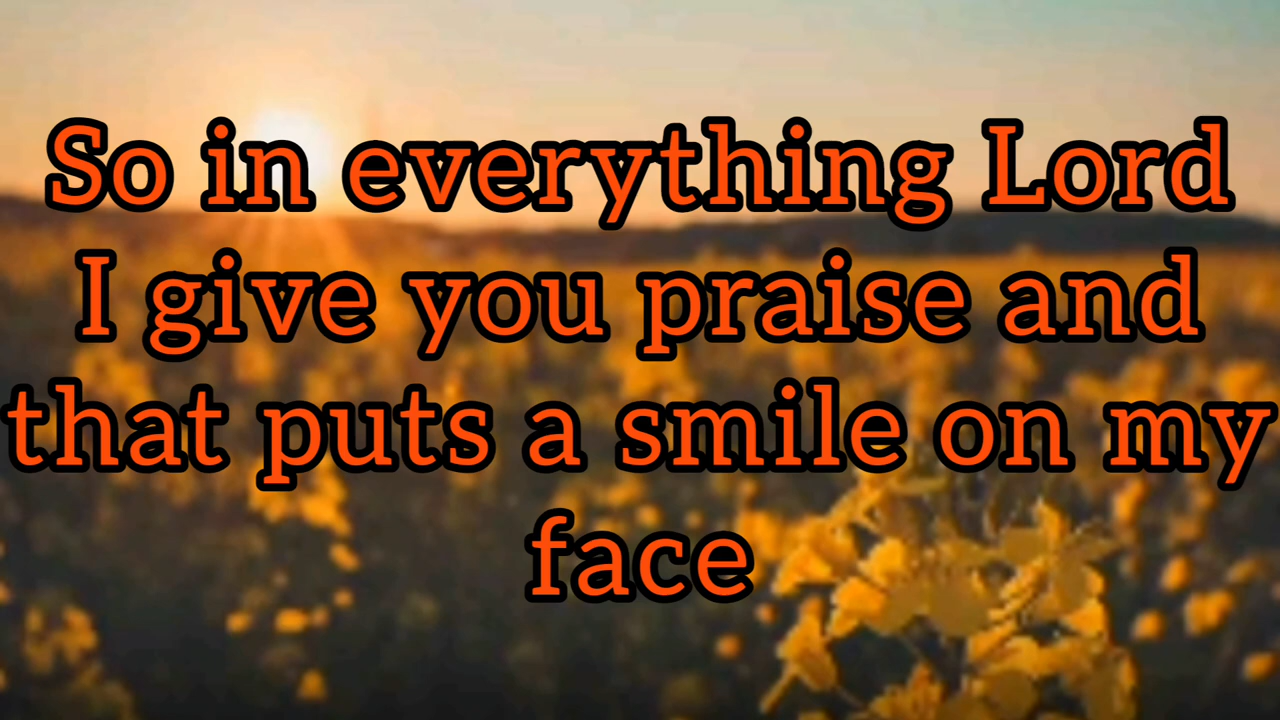 So in everything Lord
I give you praise and
that puts a smile on my
face